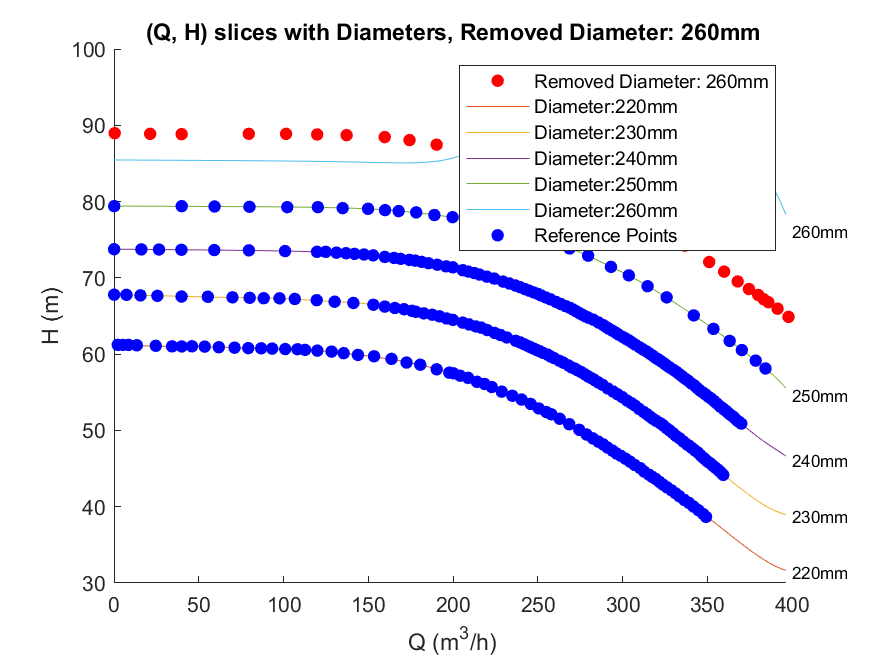 (Q, H) slices with Diameters, Removed Diameter: 260mm
100
90
80
70
60
50
40
30
H (m)
Removed Diameter: 260mm
Diameter:220mm
Diameter:230mm
Diameter:240mm
Diameter:250mm
Diameter:260mm
Reference Points
260mm
250mm
240mm
230mm
220mm
0 50 100 150 200 250 300 350 400
Q (m³/h)